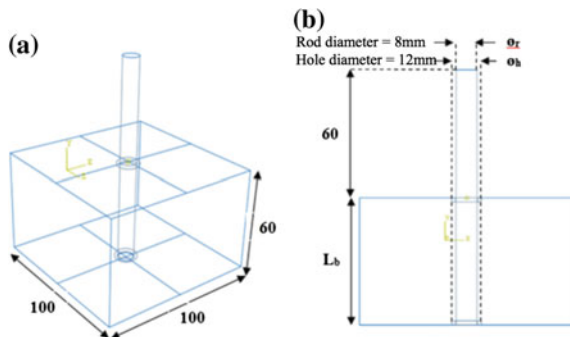 (a)
60
100
100
(b)
Rod diameter = 8mm
ør
Hole diameter = 12mm
øh
60
Lb